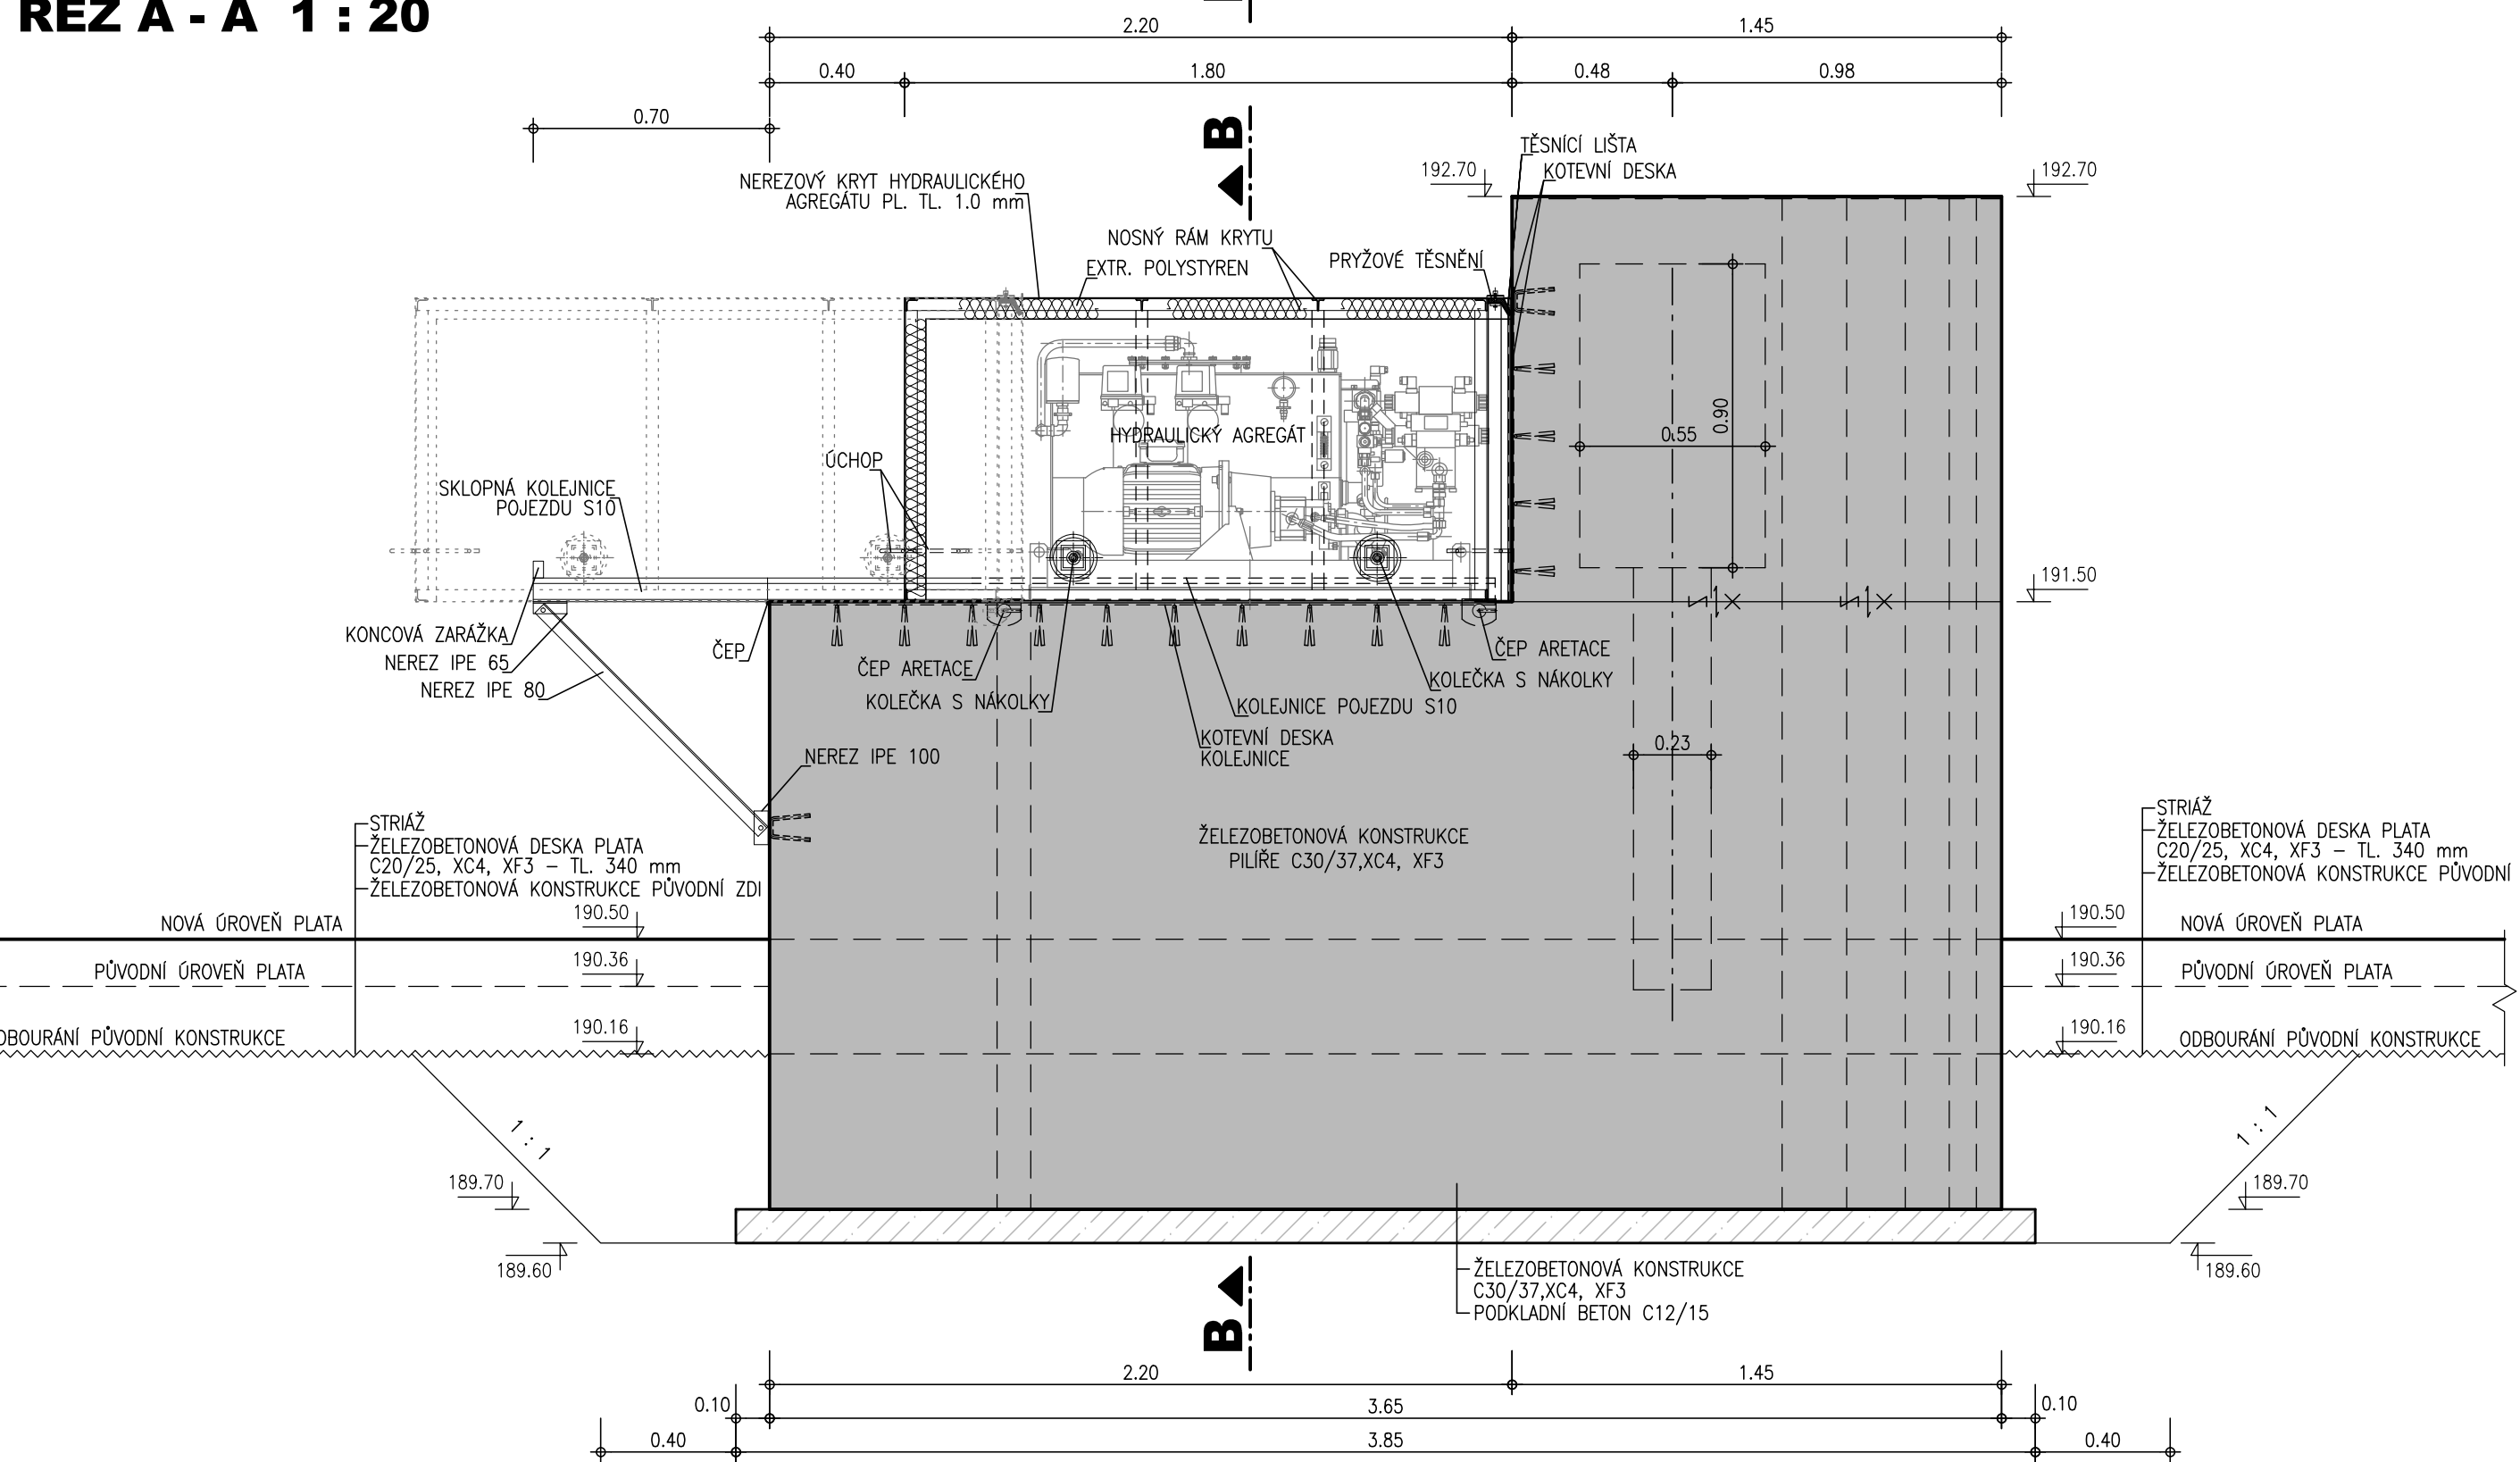 ŘEZ A - A 1 : 20
2.20
1.45
0.40
1.80
0.48
0.98
0.70
B
TĚSNÍCÍ LIŠTA
KOTEVNÍ DESKA
192.70
192.70
NEREZOVÝ KRYT HYDRAULICKÉHO
AGREGÁTU PL. TL. 1.0 mm
NOSNÝ RÁM KRYTU
EXTR. POLYSTYREN
PRYŽOVÉ TĚSNĚNÍ
0.90
0.55
HYDRAULICKÝ AGREGÁT
ÚCHOP
SKLOPNÁ KOLEJNICE
POJEZDU S10
191.50
KONCOVÁ ZARÁŽKA
NEREZ IPE 65
NEREZ IPE 80
ČEP
ČEP ARETACE
KOLEČKA S NÁKOLKY
ČEP ARETACE
KOLEČKA S NÁKOLKY
KOLEJNICE POJEZDU S10
KOTEVNÍ DESKA
KOLEJNICE
0.23
NEREZ IPE 100
STRIÁŽ
ŽELEZOBETONOVÁ DESKA PLATA
C20/25, XC4, XF3 – TL. 340 mm
ŽELEZOBETONOVÁ KONSTRUKCE PŮVODNÍ ZDI
ŽELEZOBETONOVÁ KONSTRUKCE
PILÍŘE C30/37,XC4, XF3
STRIÁŽ
ŽELEZOBETONOVÁ DESKA PLATA
C20/25, XC4, XF3 – TL. 340 mm
ŽELEZOBETONOVÁ KONSTRUKCE PŮVODNÍ
NOVÁ ÚROVEŇ PLATA
190.50
190.50
NOVÁ ÚROVEŇ PLATA
PŮVODNÍ ÚROVEŇ PLATA
190.36
190.36
PŮVODNÍ ÚROVEŇ PLATA
ODBOURÁNÍ PŮVODNÍ KONSTRUKCE
190.16
190.16
ODBOURÁNÍ PŮVODNÍ KONSTRUKCE
1 : 1
1 : 1
189.70
189.70
189.60
189.60
ŽELEZOBETONOVÁ KONSTRUKCE
C30/37,XC4, XF3
PODKLADNÍ BETON C12/15
B
2.20
1.45
0.10
3.65
0.10
0.40
3.85
0.40